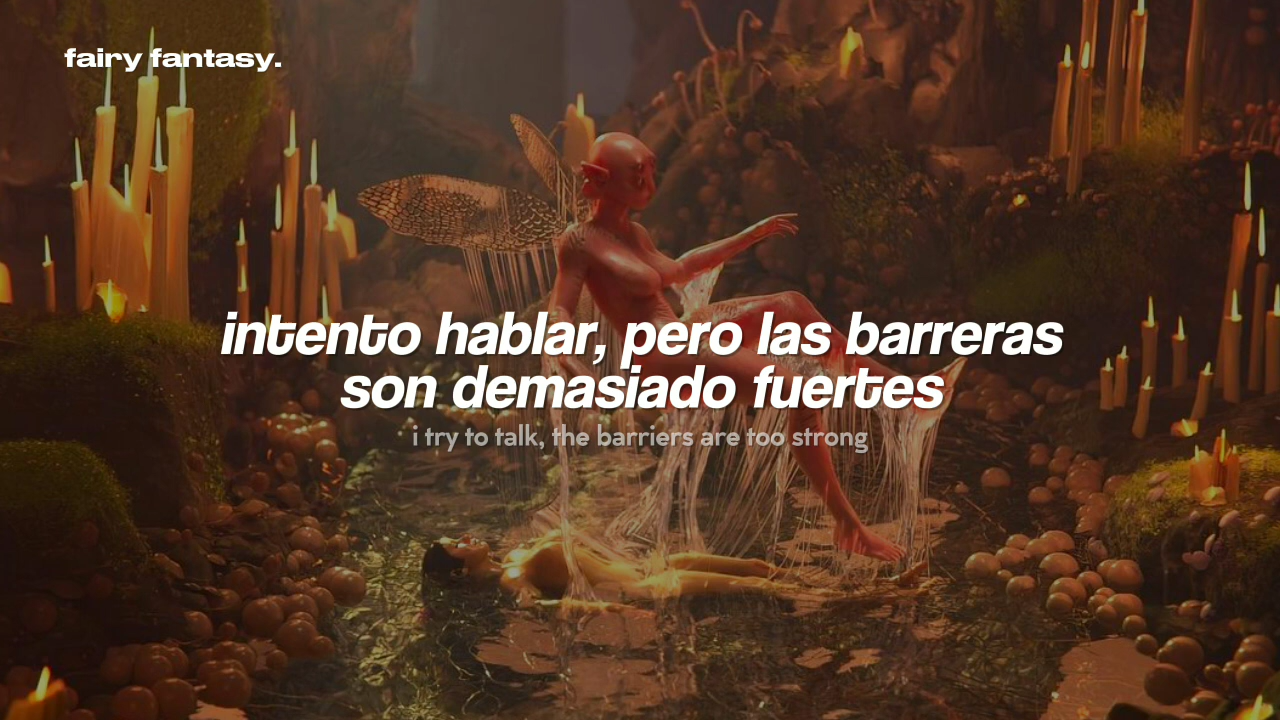 fairy fantasy.
intento hablar, pero las barreras
son demasiado fuertes
i try to talk, the barriers are too strong